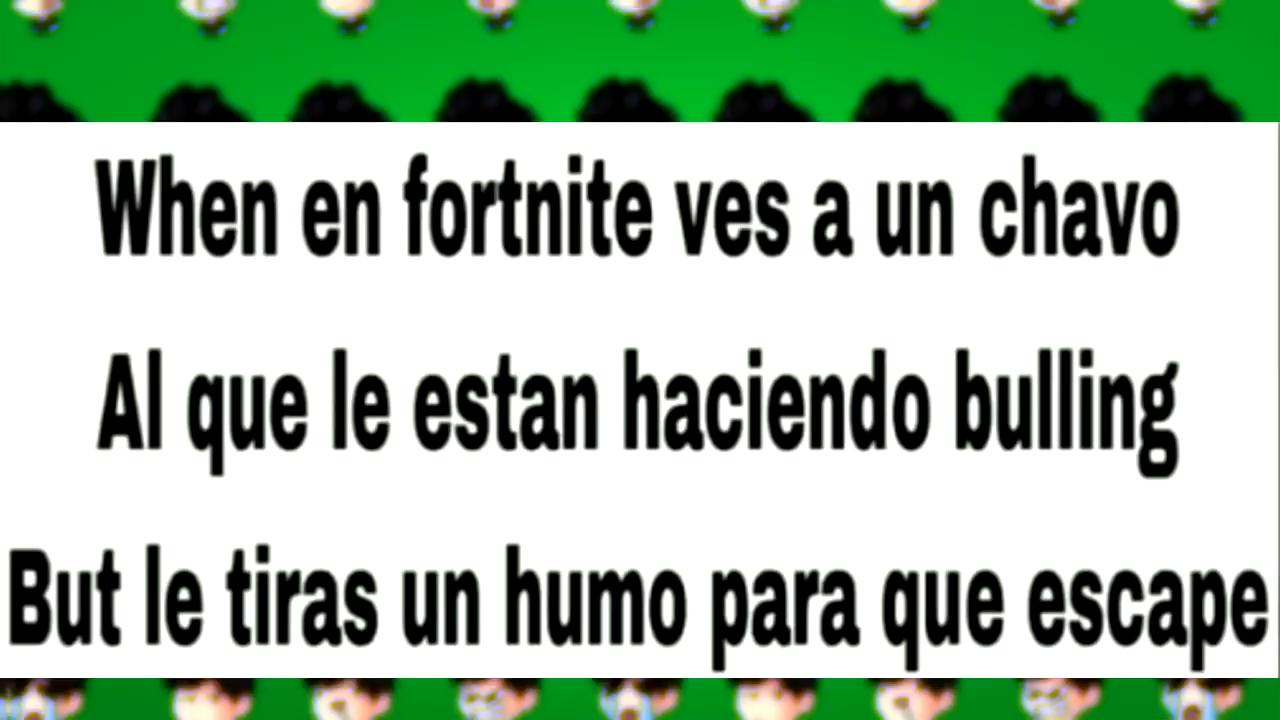 When en fortnite ves a un chavo
Al que le estan haciendo bulling
But le tiras un humo para que escape